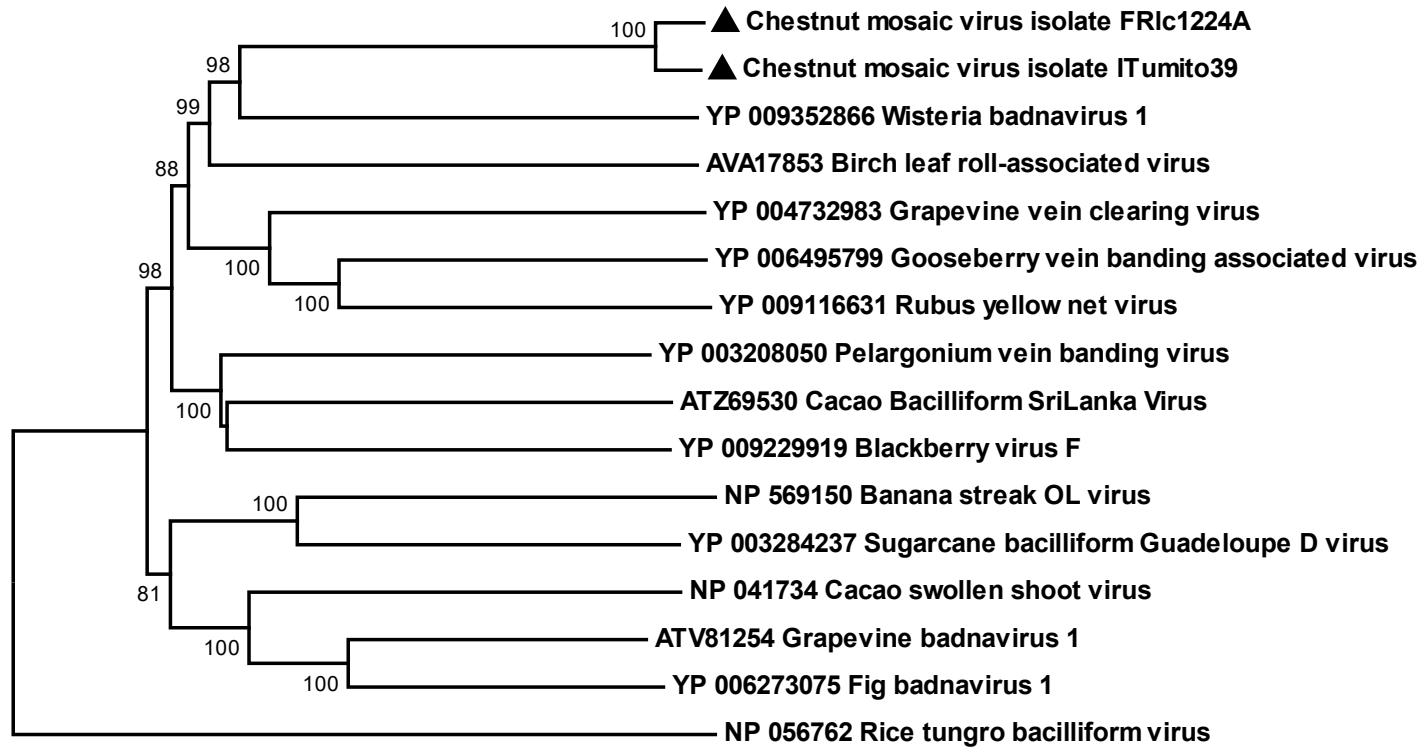 100
▲ Chestnut mosaic virus isolate FRIc1224A
▲ Chestnut mosaic virus isolate ITumito39
98
YP 009352866 Wisteria badnavirus 1
99
AVA17853 Birch leaf roll-associated virus
88
YP 004732983 Grapevine vein clearing virus
100
YP 006495799 Gooseberry vein banding associated virus
100
YP 009116631 Rubus yellow net virus
98
YP 003208050 Pelargonium vein banding virus
100
ATZ69530 Cacao Bacilliform SriLanka Virus
YP 009229919 Blackberry virus F
100
NP 569150 Banana streak OL virus
YP 003284237 Sugarcane bacilliform Guadeloupe D virus
81
NP 041734 Cacao swollen shoot virus
100
ATV81254 Grapevine badnavirus 1
100
YP 006273075 Fig badnavirus 1
NP 056762 Rice tungro bacilliform virus